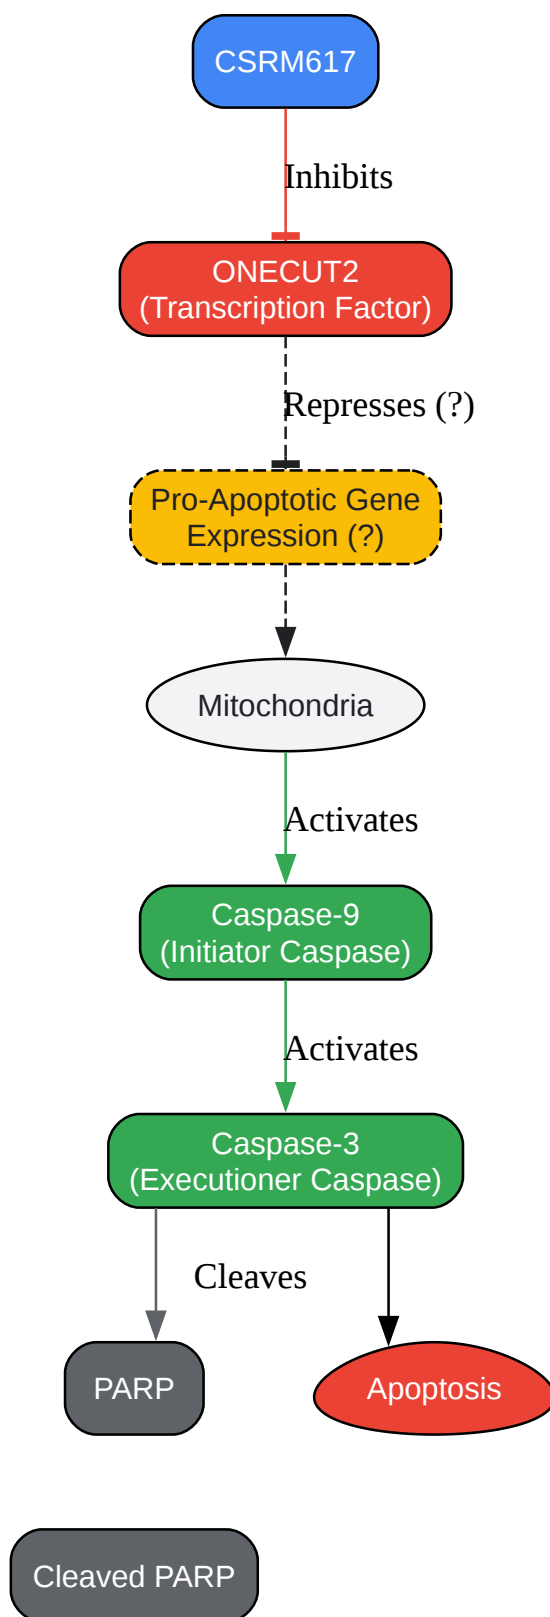 CSRM617
Inhibits
ONECUT2
(Transcription Factor)
Represses (?)
Pro-Apoptotic Gene
Expression (?)
Mitochondria
Activates
Caspase-9
(Initiator Caspase)
Activates
Caspase-3
(Executioner Caspase)
Cleaves
PARP
Apoptosis
Cleaved PARP